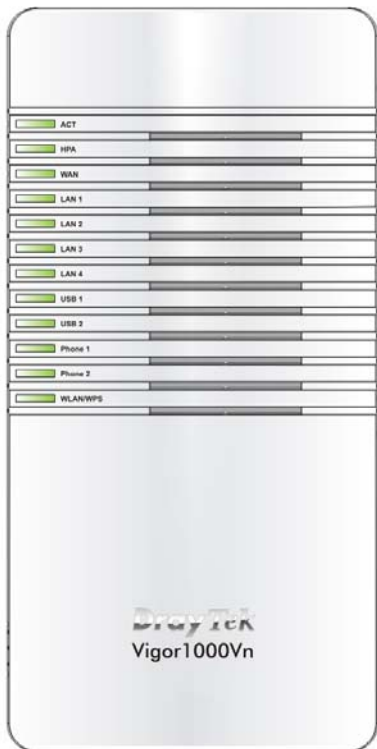 ACT
HPA
WAN
LAN 1
LAN 2
LAN 3
LAN 4
USB 1
USB 2
Phone 1
Phone 2
WLAN/WPS
DrayTek
Vigor1000Vn